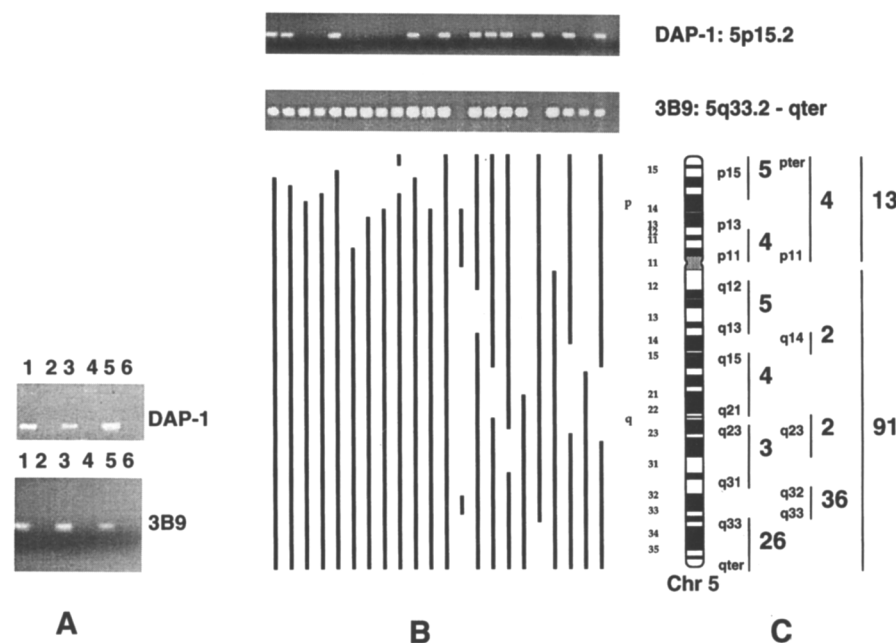 DAP-1: 5p15.2
3B9: 5q33.2 - qter
1 2 3 4 5 6
DAP-1
1 2 3 4 5 6
3B9
p
q
15
14
13
12
11
11
12
13
14
15
21
22
23
31
32
33
34
35
p15 5 pter
4 13
p13
4
p11 p11
q12
5
q13 q14 2
q15
4
q21
q23 q23 2 91
3
q31 q32 36
q33 q33
26
qter
Chr 5
A
B
C